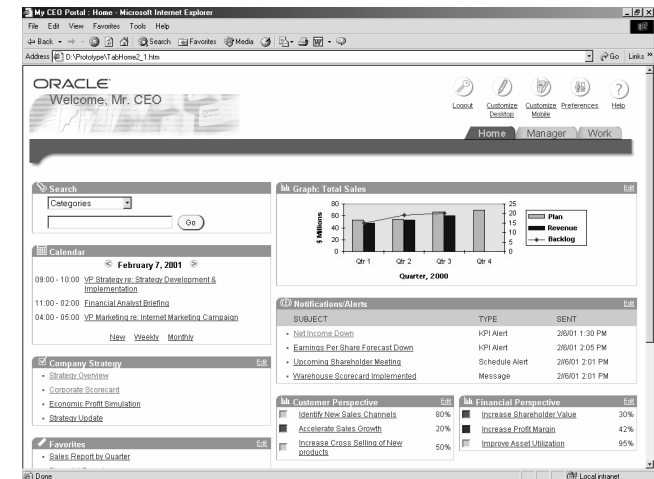 My CEO Portal : Home - Microsoft Internet Explorer
File Edit View Favorites Tools Help
Back Search Favorites Media
Address D:\Prototype\TabHome2_1.htm Go Links »
ORACLE
Welcome, Mr. CEO
Logout Customize Desktop Customize Mobile Preferences Help
Home Manager Work
Search
Categories
Go
Calendar
February 7, 2001
09:00 - 10:00 VP Strategy re: Strategy Development &
Implementation
11:00 - 02:00 Financial Analyst Briefing
04:00 - 05:00 VP Marketing re: Internet Marketing Campaign
New Weekly Monthly
Company Strategy Edit
Strategy Overview
Corporate Scorecard
Economic Profit Simulation
Strategy Update
Favorites Edit
Sales Report by Quarter
Graph: Total Sales Edit
$ Millions
80
60
40
20
0
25
20
15
10
5
0
Qtr 1 Qtr 2 Qtr 3 Qtr 4
Quarter, 2000
Plan
Revenue
Backlog
Notifications/Alerts Edit
SUBJECT TYPE SENT
Net Income Down KPI Alert 2/6/01 1:30 PM
Earnings Per Share Forecast Down KPI Alert 2/6/01 2:05 PM
Upcoming Shareholder Meeting Schedule Alert 2/6/01 2:01 PM
Warehouse Scorecard Implemented Message 2/6/01 2:01 PM
Customer Perspective Edit
Identify New Sales Channels 80%
Accelerate Sales Growth 20%
Increase Cross Selling of New
products 50%
Financial Perspective Edit
Increase Shareholder Value 30%
Increase Profit Margin 42%
Improve Asset Utilization 95%
Done Local intranet